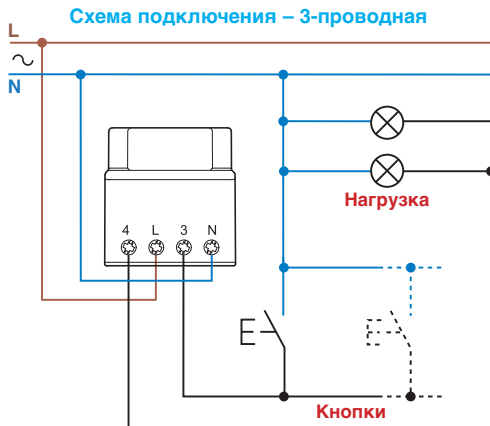 Схема подключения – 3-проводная
L
N
Нагрузка
4 L 3 N
Кнопки